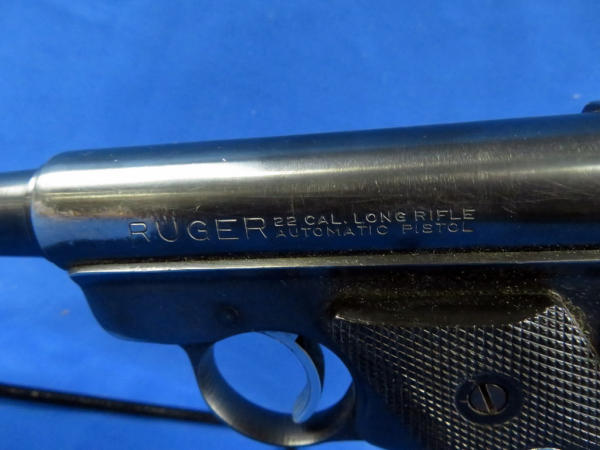 RUGER 22 CAL. LONG RIFLE
AUTOMATIC PISTOL